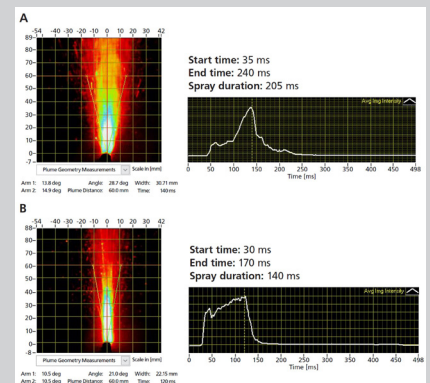 A
-54 -40 -30 -20 -10 0 10 20 30 42
89-
80-
70-
60-
50-
40-
30-
20-
10-
0-
-7
Plume Geometry Measurements Scale in [mm]
Arm 1: 13.8 deg Angle: 28.7 deg Width: 30.71 mm
Arm 2: 14.9 deg Plume Distance: 60.0 mm Time: 140 ms
Start time: 35 ms
End time: 240 ms
Spray duration: 205 ms
Avg Img Intensity
0 50 100 150 200 250 300 350 400 450 498
Time [ms]
B
-54 -40 -30 -20 -10 0 10 20 30 42
88-
80-
70-
60-
50-
40-
30-
20-
10-
0-
-8
Plume Geometry Measurements Scale in [mm]
Arm 1: 10.5 deg Angle: 21.0 deg Width: 22.15 mm
Arm 2: 10.5 deg Plume Distance: 60.0 mm Time: 120 ms
Start time: 30 ms
End time: 170 ms
Spray duration: 140 ms
Avg Img Intensity
0 50 100 150 200 250 300 350 400 450 498
Time [ms]